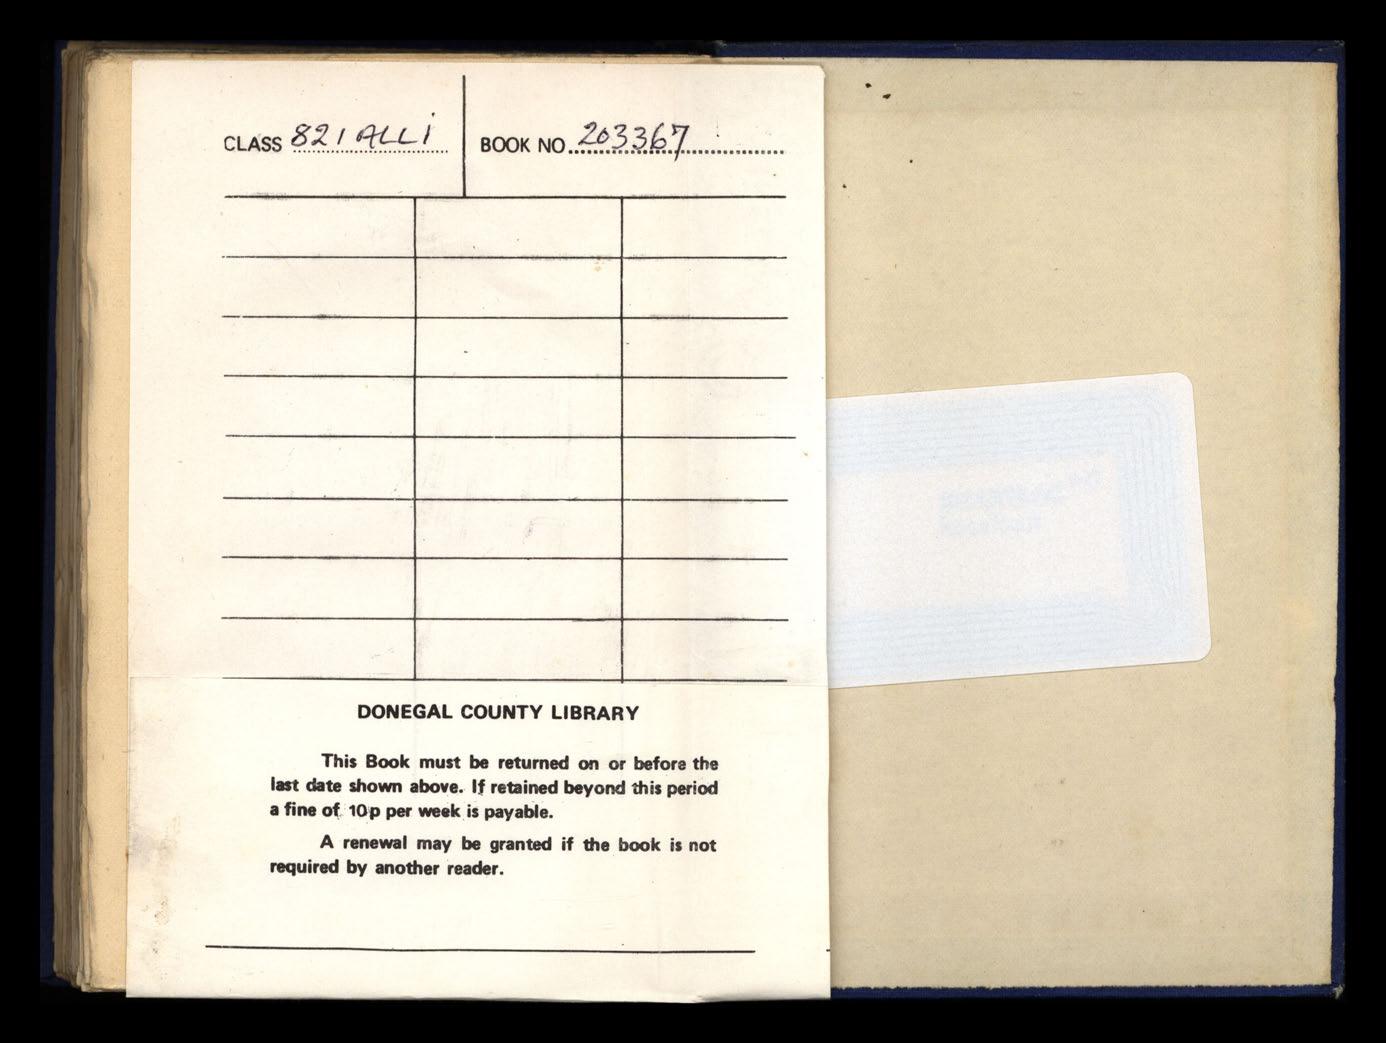 CLASS 821 ALLI
BOOK NO. 203367
DONEGAL COUNTY LIBRARY
This Book must be returned on or before the
last date shown above. If retained beyond this period
a fine of 10p per week is payable.
A renewal may be granted if the book is not
required by another reader.